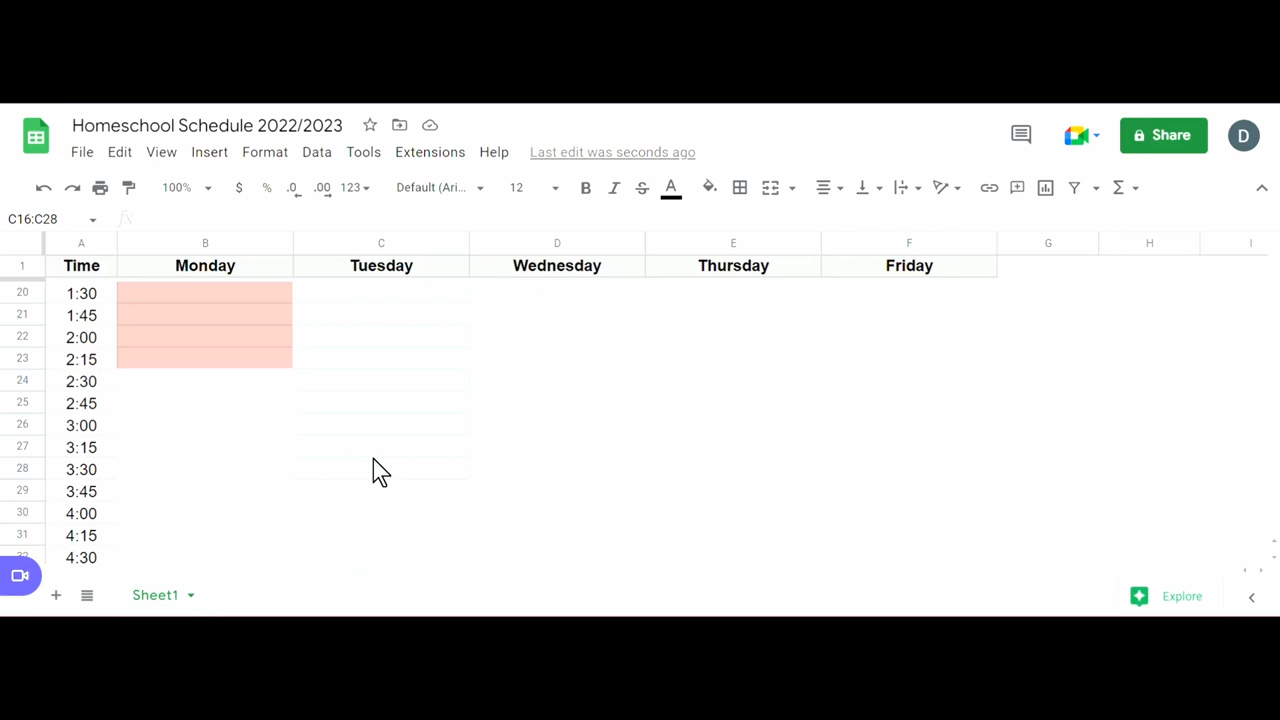 Homeschool Schedule 2022/2023
File Edit View Insert Format Data Tools Extensions Help Last edit was seconds ago
Share
D
100% $ % .0 .00 123 Default (Ari... 12 B I S A Σ
C16:C28 fx
A B C D E F G H I
1 Time Monday Tuesday Wednesday Thursday Friday
20 1:30
21 1:45
22 2:00
23 2:15
24 2:30
25 2:45
26 3:00
27 3:15
28 3:30
29 3:45
30 4:00
31 4:15
32 4:30
+ Sheet1 Explore